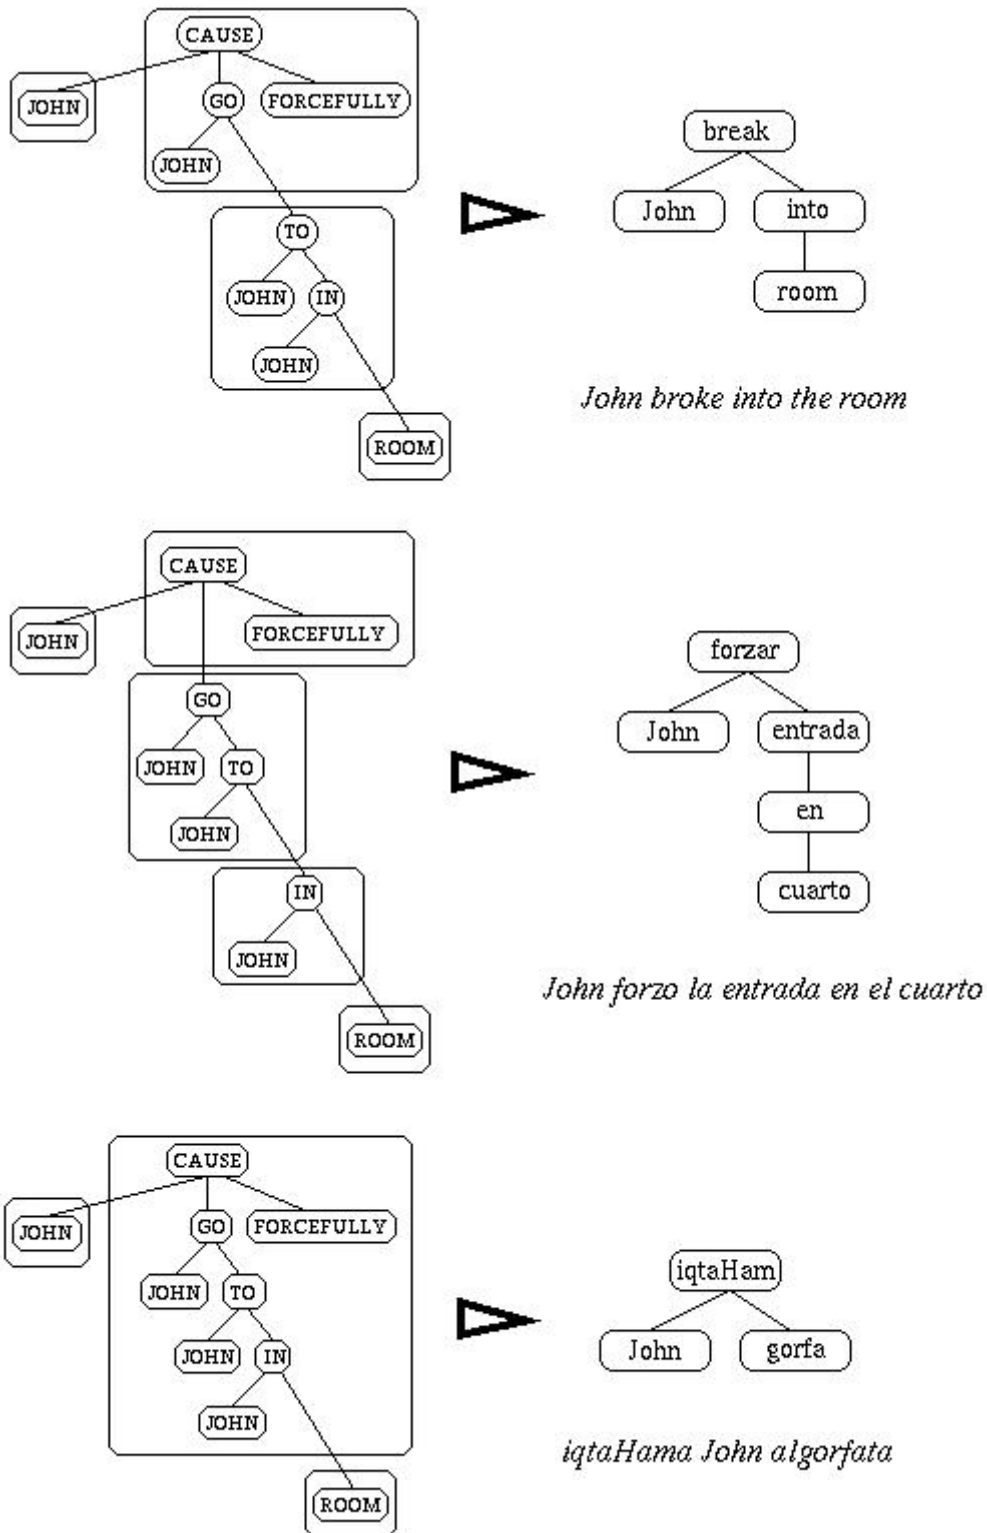 CAUSE
JOHN
GO FORCEFULLY
JOHN
TO
JOHN IN
JOHN
ROOM
break
John into
room
John broke into the room
CAUSE
JOHN
FORCEFULLY
GO
JOHN TO
JOHN
IN
JOHN
ROOM
forzar
John entrada
en
cuarto
John forzo la entrada en el cuarto
CAUSE
JOHN
GO FORCEFULLY
JOHN TO
JOHN IN
JOHN
ROOM
iqtaHam
John gorfa
iqtaHama John algorfata